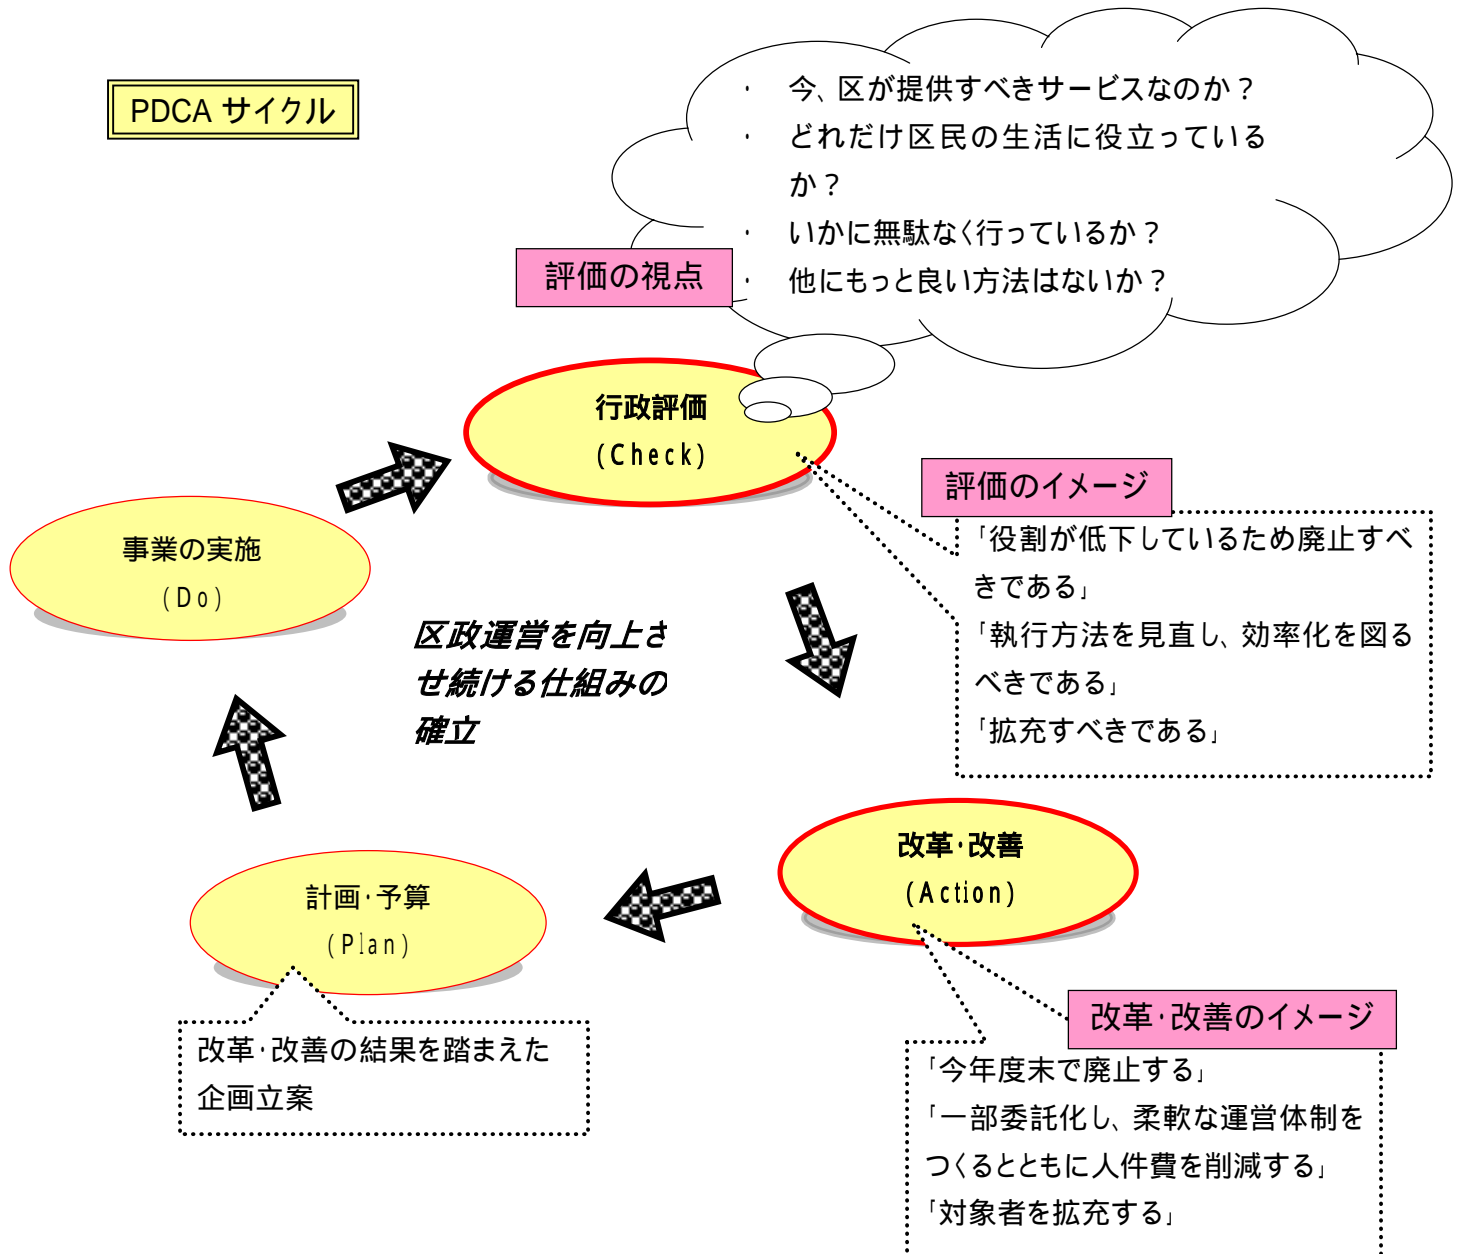 PDCA サイクル
・ 今、区が提供すべきサービスなのか？
・ どれだけ区民の生活に役立っている
か？
・ いかに無駄なく行っているか？
・ 他にもっと良い方法はないか？
評価の視点
行政評価
(Check)
評価のイメージ
「役割が低下しているため廃止すべ
きである」
「執行方法を見直し、効率化を図る
べきである」
「拡充すべきである」
事業の実施
(Do)
区政運営を向上さ
せ続ける仕組みの
確立
改革・改善
(Action)
計画・予算
(Plan)
改革・改善の結果を踏まえた
企画立案
改革・改善のイメージ
「今年度末で廃止する」
「一部委託化し、柔軟な運営体制を
つくるとともに人件費を削減する」
「対象者を拡充する」